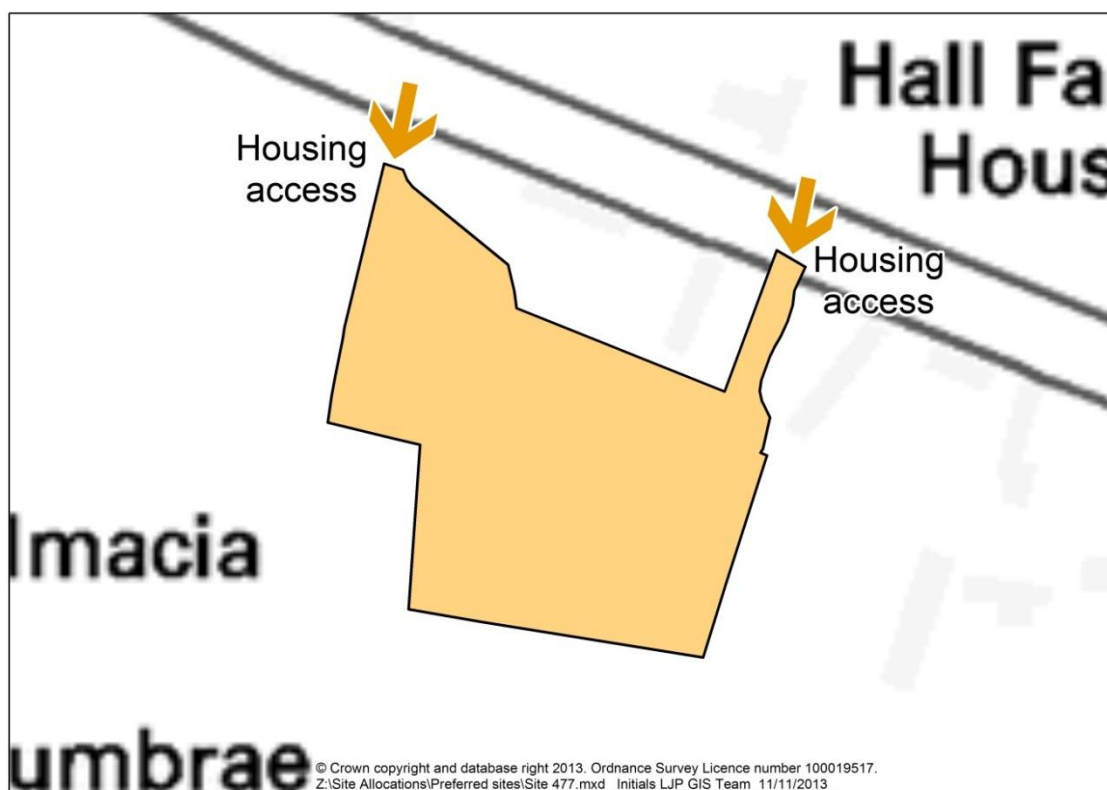 Hall Fa
Hous
Housing
access
Housing
access
lmacia
umbrae
© Crown copyright and database right 2013. Ordnance Survey Licence number 100019517.
Z:\Site Allocations\Preferred sites\Site 477.mxd Initials LJP GIS Team 11/11/2013